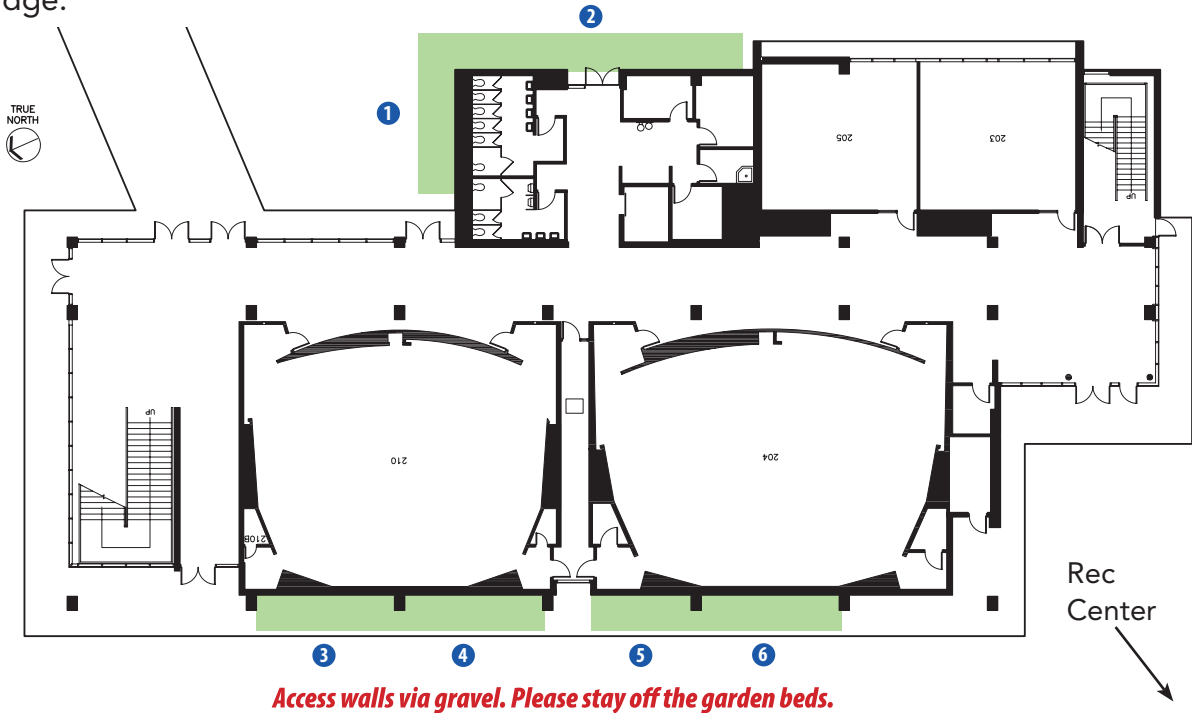 age.
2
TRUE
NORTH
1
205
203
UP
UP
210
204
210B
Rec
Center
3
4
5
6
Access walls via gravel. Please stay off the garden beds.